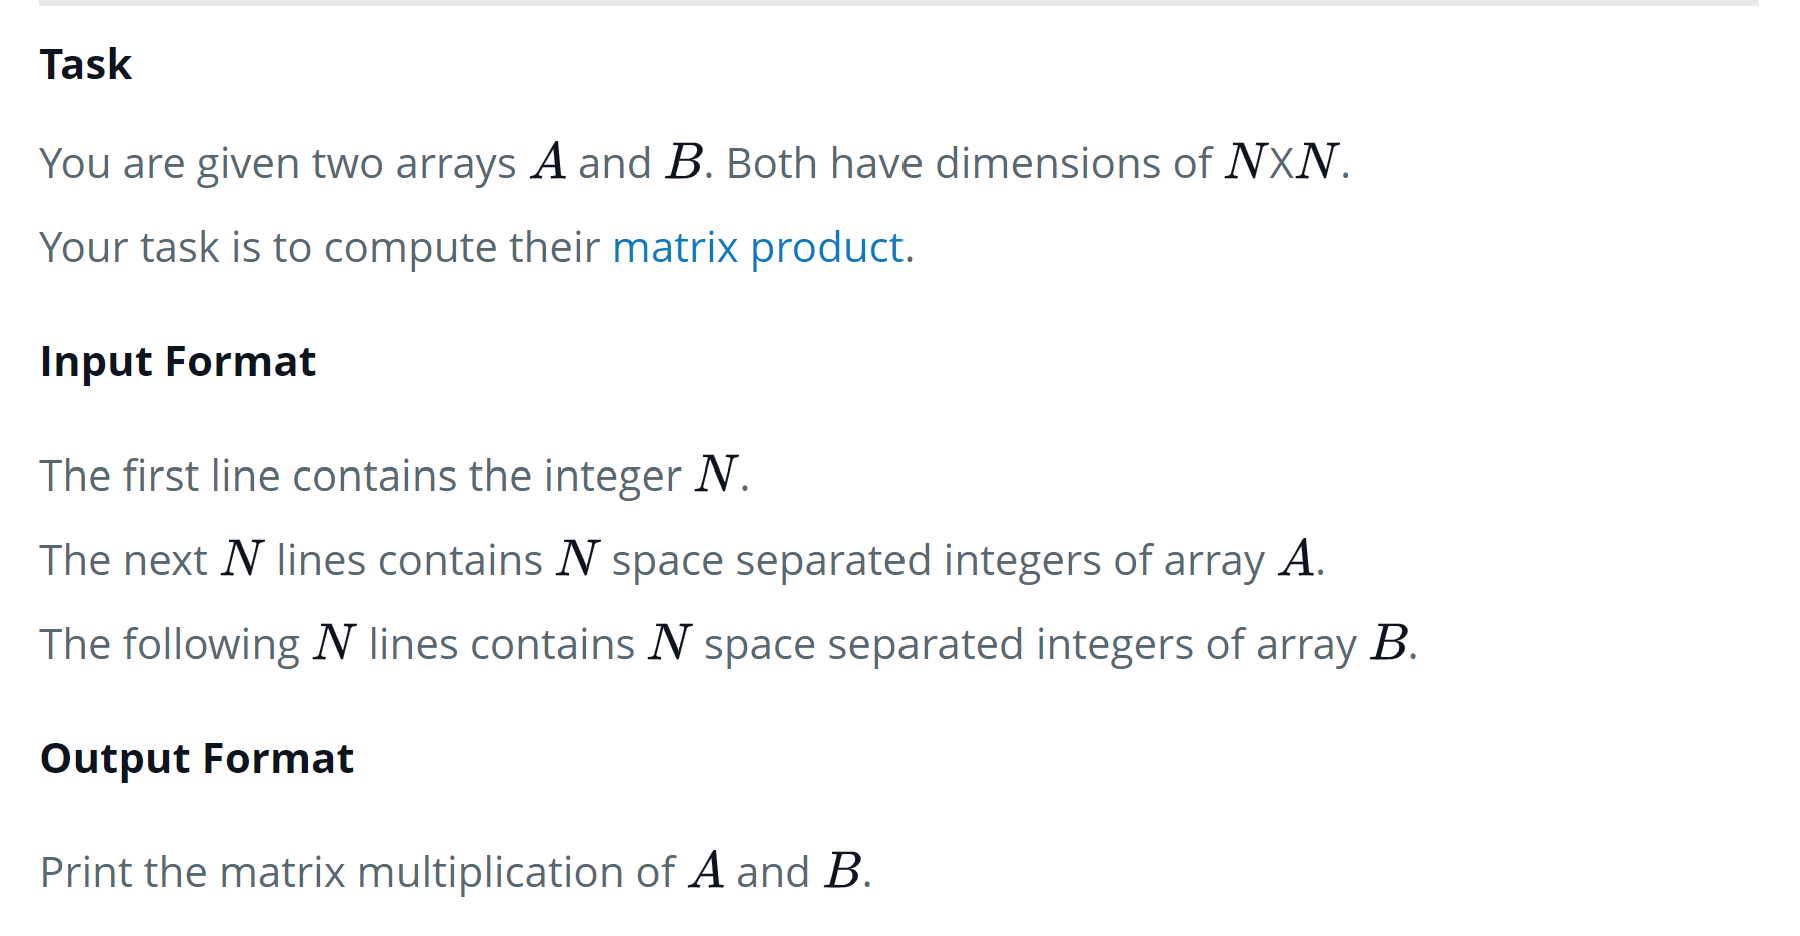 Task
You are given two arrays A and B. Both have dimensions of NXN.
Your task is to compute their matrix product.
Input Format
The first line contains the integer N.
The next N lines contains N space separated integers of array A.
The following N lines contains N space separated integers of array B.
Output Format
Print the matrix multiplication of A and B.